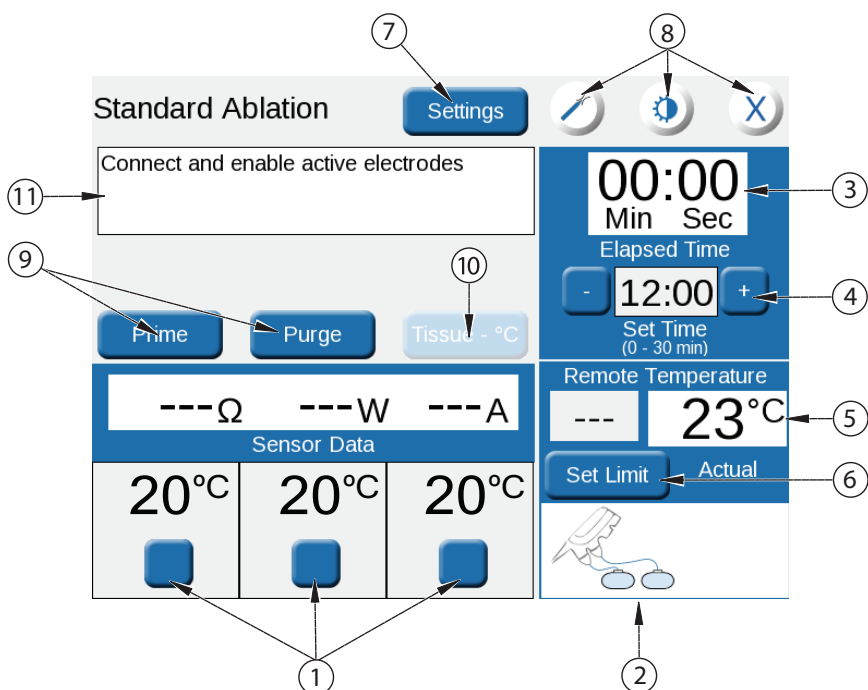 7
8
Standard Ablation
Settings
X
Connect and enable active electrodes
11
00:00
Min Sec
3
Elapsed Time
9
10
- 12:00 +
4
Set Time
(0 - 30 min)
Prime
Purge
Tissue - °C
Remote Temperature
---Ω ---W ---A
--- 23°C
5
Sensor Data
Set Limit
Actual
6
20°C 20°C 20°C
1
2